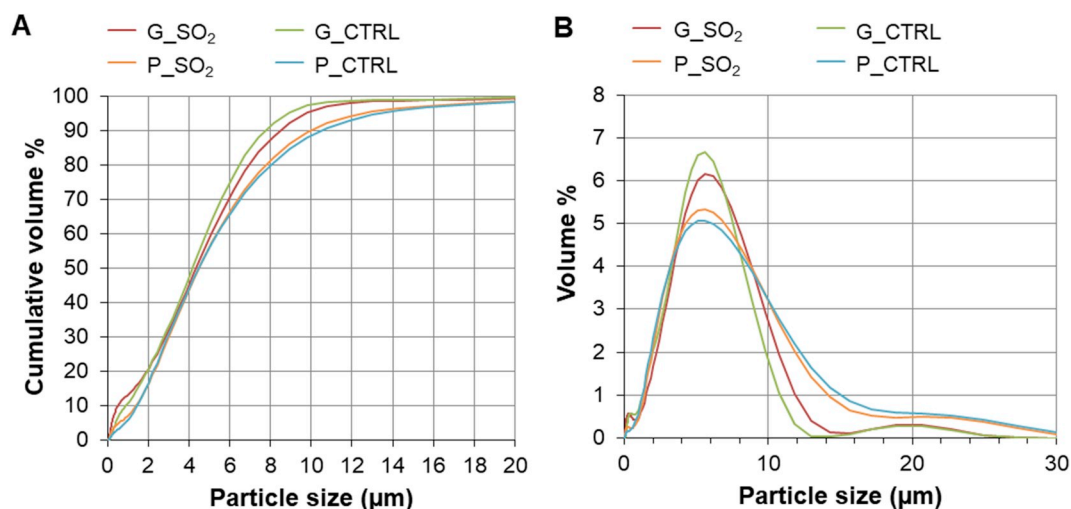 A
G_SO₂
G_CTRL
P_SO₂
P_CTRL
Cumulative volume %
100
90
80
70
60
50
40
30
20
10
0
0 2 4 6 8 10 12 14 16 18 20
Particle size (µm)
B
G_SO₂
G_CTRL
P_SO₂
P_CTRL
Volume %
8
7
6
5
4
3
2
1
0
0 10 20 30
Particle size (µm)